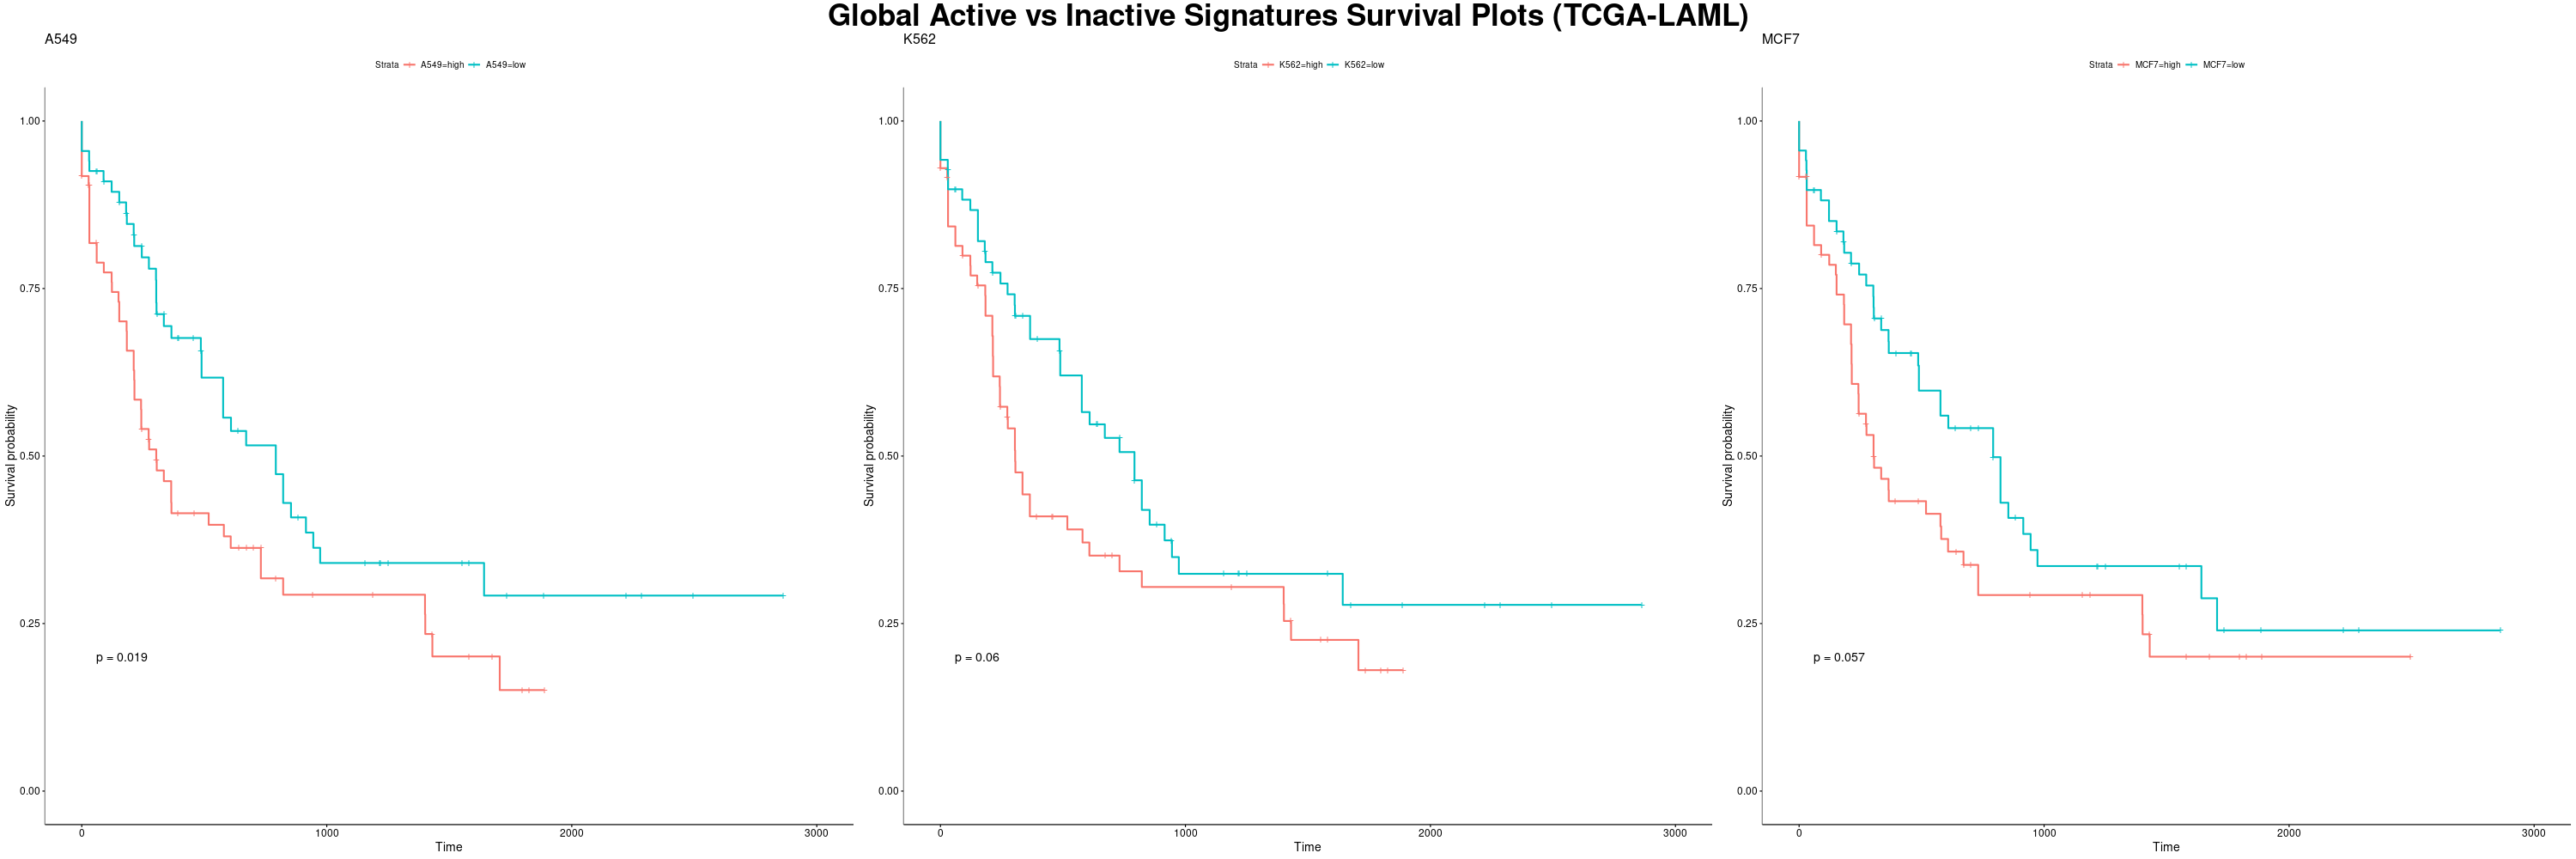 Global Active vs Inactive Signatures Survival Plots (TCGA-LAML)
A549
Strata A549=high A549=low
Survival probability
1.00
0.75
0.50
0.25
0.00
p = 0.019
0 1000 2000 3000
Time
K562
Strata K562=high K562=low
Survival probability
1.00
0.75
0.50
0.25
0.00
p = 0.06
0 1000 2000 3000
Time
MCF7
Strata MCF7=high MCF7=low
Survival probability
1.00
0.75
0.50
0.25
0.00
p = 0.057
0 1000 2000 3000
Time